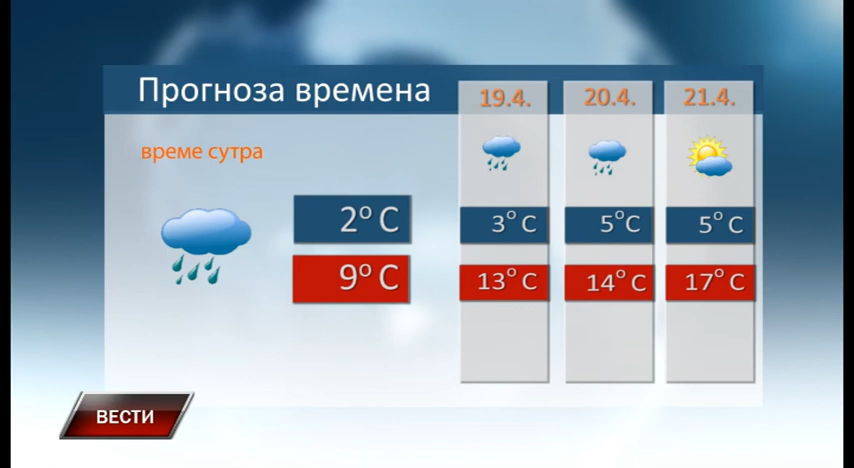 Прогноза времена
време сутра
2° C
9° C
19.4.
3° C
13° C
20.4.
5°C
14° C
21.4.
5° C
17° C
ВЕСТИ